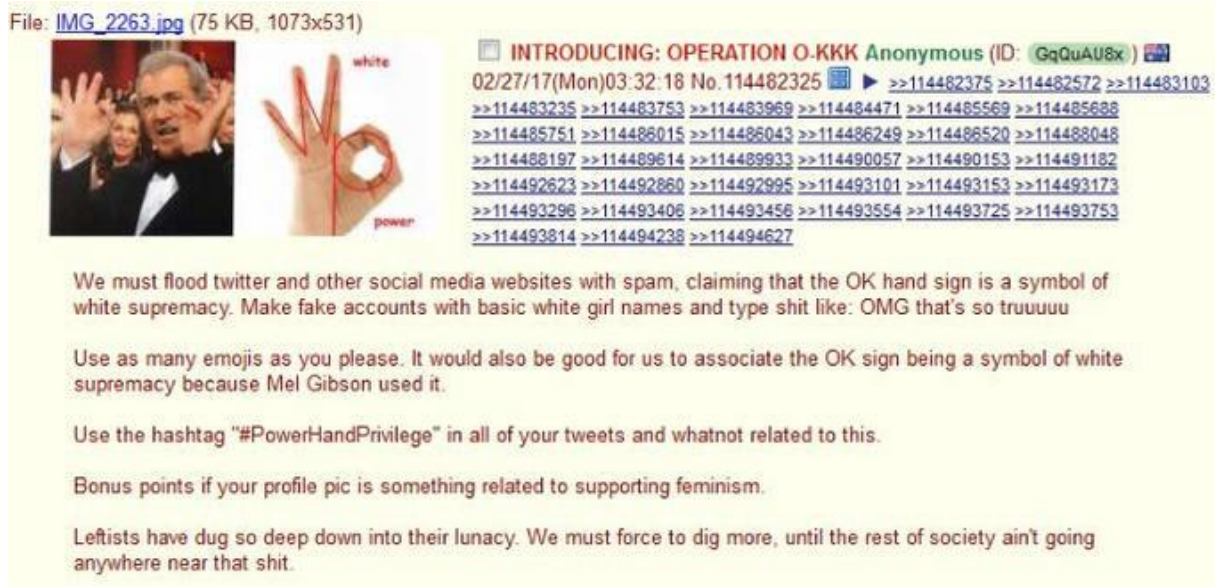 File: IMG_2263.jpg (75 KB, 1073x531)
white
power
INTRODUCING: OPERATION O-KKK Anonymous (ID: GqQuAU8x)
02/27/17(Mon)03:32:18 No.114482325 >>114482375 >>114482572 >>114483103
>>114483235 >>114483753 >>114483969 >>114484471 >>114485569 >>114485688
>>114485751 >>114486015 >>114486043 >>114486249 >>114486520 >>114488048
>>114488197 >>114489614 >>114489933 >>114490057 >>114490153 >>114491182
>>114492623 >>114492860 >>114492995 >>114493101 >>114493153 >>114493173
>>114493296 >>114493406 >>114493456 >>114493554 >>114493725 >>114493753
>>114493814 >>114494238 >>114494627
We must flood twitter and other social media websites with spam, claiming that the OK hand sign is a symbol of
white supremacy. Make fake accounts with basic white girl names and type shit like: OMG that's so truuuuu
Use as many emojis as you please. It would also be good for us to associate the OK sign being a symbol of white
supremacy because Mel Gibson used it.
Use the hashtag "#PowerHandPrivilege" in all of your tweets and whatnot related to this.
Bonus points if your profile pic is something related to supporting feminism.
Leftists have dug so deep down into their lunacy. We must force to dig more, until the rest of society ain't going
anywhere near that shit.